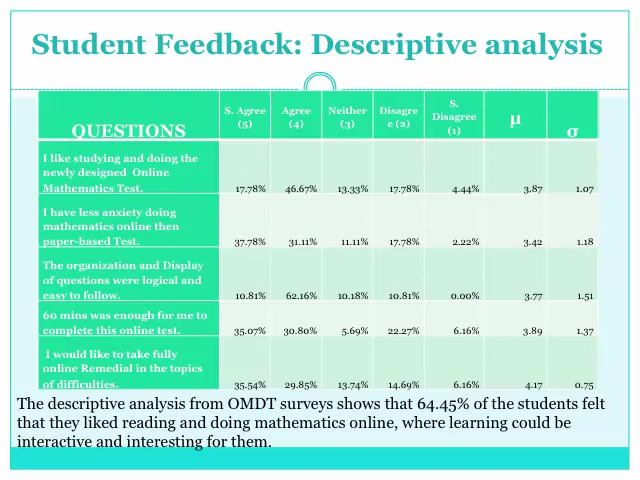 Student Feedback: Descriptive analysis
QUESTIONS
S. Agree
(5)
Agree
(4)
Neither
(3)
Disagre
e (2)
S.
Disagree
(1)
µ
σ
I like studying and doing the
newly designed Online
Mathematics Test.
17.78% 46.67% 13.33% 17.78% 4.44% 3.87 1.07
I have less anxiety doing
mathematics online then
paper-based Test.
37.78% 31.11% 11.11% 17.78% 2.22% 3.42 1.18
The organization and Display
of questions were logical and
easy to follow.
10.81% 62.16% 10.18% 10.81% 0.00% 3.77 1.51
60 mins was enough for me to
complete this online test.
35.07% 30.80% 5.69% 22.27% 6.16% 3.89 1.37
I would like to take fully
online Remedial in the topics
of difficulties.
35.54% 29.85% 13.74% 14.69% 6.16% 4.17 0.75
The descriptive analysis from OMDT surveys shows that 64.45% of the students felt
that they liked reading and doing mathematics online, where learning could be
interactive and interesting for them.